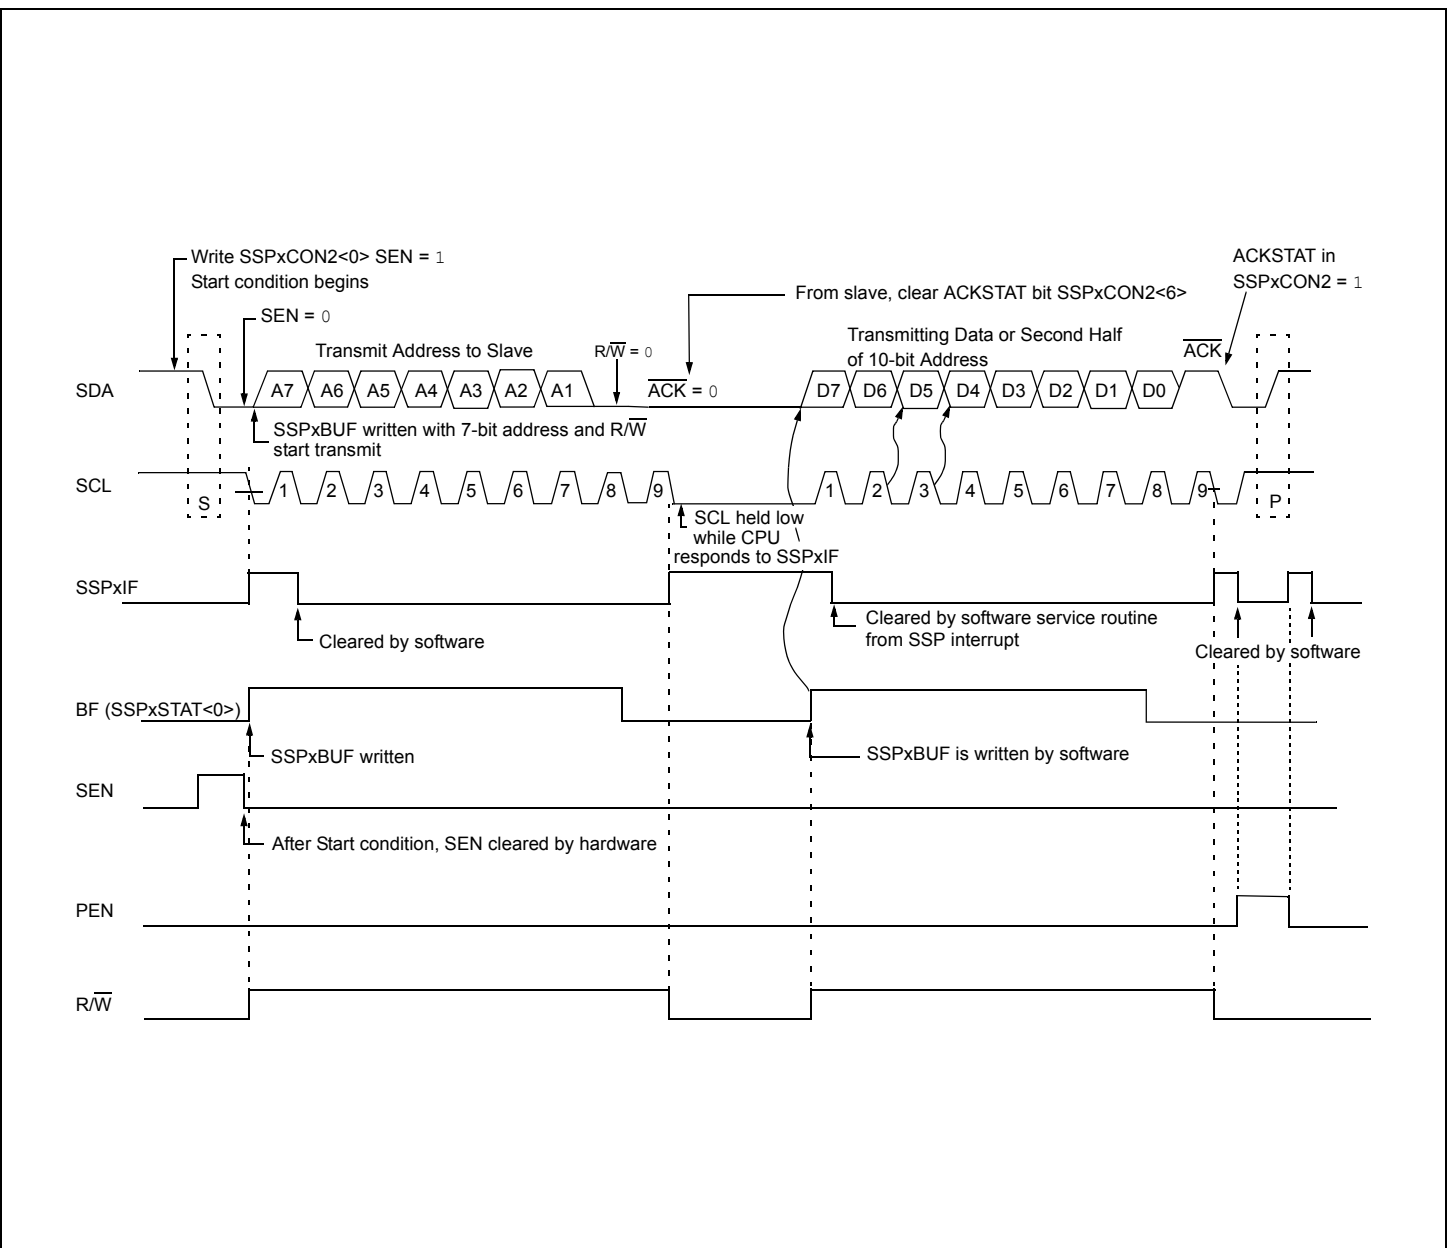 Write SSPxCON2<0> SEN = 1
Start condition begins
ACKSTAT in
SSPxCON2 = 1
From slave, clear ACKSTAT bit SSPxCON2<6>
SEN = 0
Transmit Address to Slave
R/W̅ = 0
Transmitting Data or Second Half
of 10-bit Address
A̅C̅K̅
SDA
A7 A6 A5 A4 A3 A2 A1
A̅C̅K̅ = 0
D7 D6 D5 D4 D3 D2 D1 D0
SSPxBUF written with 7-bit address and R/W̅
start transmit
SCL
S
1 2 3 4 5 6 7 8 9
1 2 3 4 5 6 7 8 9
P
SCL held low
while CPU
responds to SSPxIF
SSPxIF
Cleared by software
Cleared by software service routine
from SSP interrupt
Cleared by software
BF (SSPxSTAT<0>)
SSPxBUF written
SSPxBUF is written by software
SEN
After Start condition, SEN cleared by hardware
PEN
R/W̅